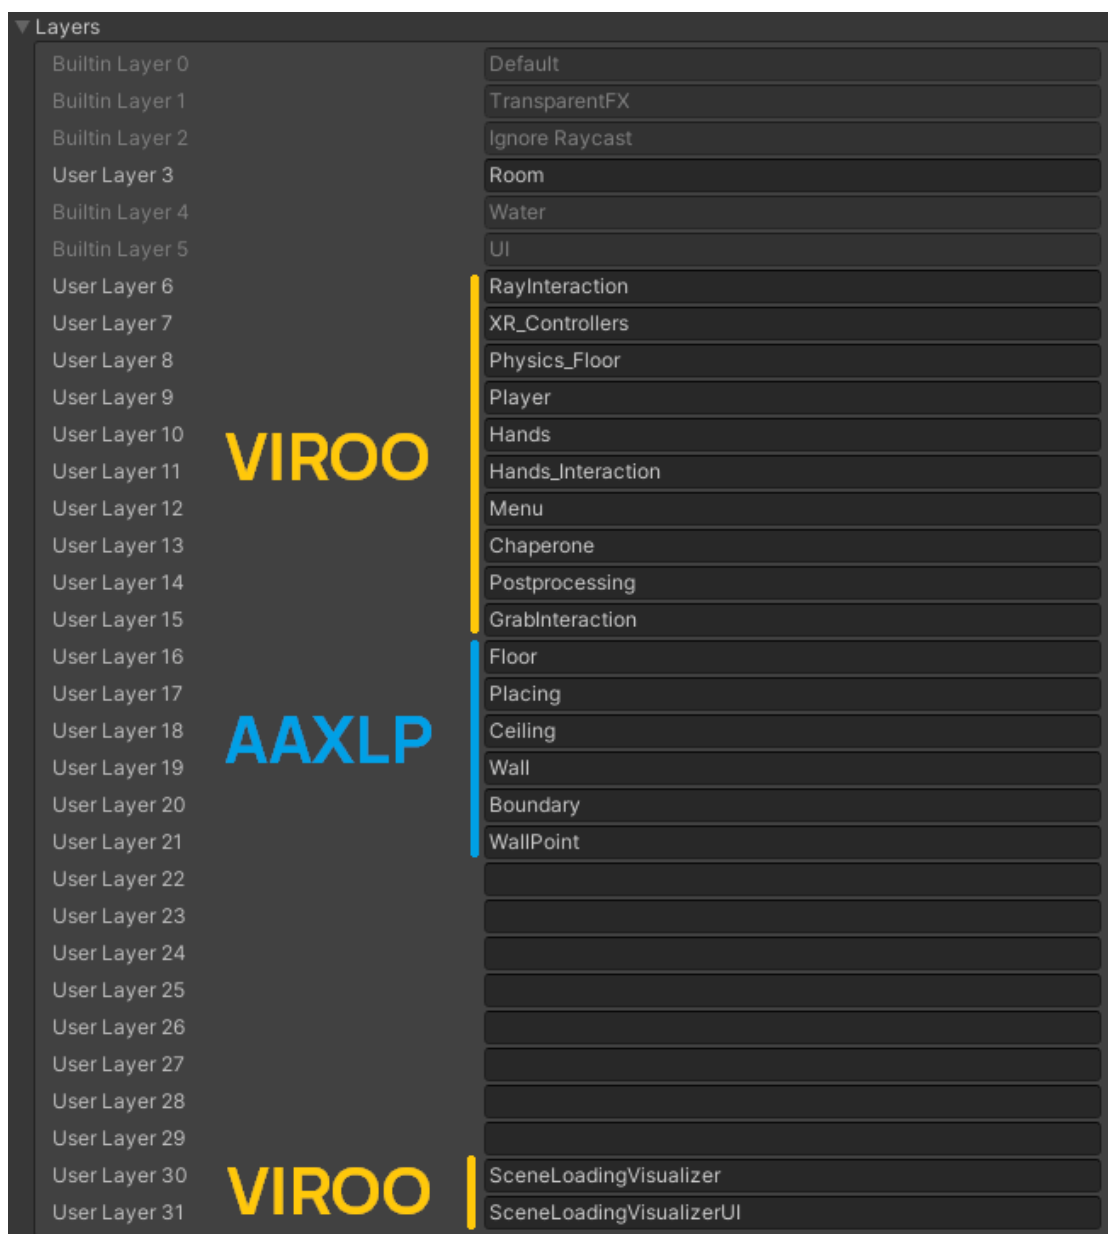 Layers
Builtin Layer 0 Default
Builtin Layer 1 TransparentFX
Builtin Layer 2 Ignore Raycast
User Layer 3 Room
Builtin Layer 4 Water
Builtin Layer 5 UI
User Layer 6 RayInteraction
User Layer 7 XR_Controllers
User Layer 8 Physics_Floor
User Layer 9 Player
User Layer 10 Hands
VIROO
User Layer 11 Hands_Interaction
User Layer 12 Menu
User Layer 13 Chaperone
User Layer 14 Postprocessing
User Layer 15 GrabInteraction
User Layer 16 Floor
User Layer 17 Placing
User Layer 18 Ceiling
AAXLP
User Layer 19 Wall
User Layer 20 Boundary
User Layer 21 WallPoint
User Layer 22
User Layer 23
User Layer 24
User Layer 25
User Layer 26
User Layer 27
User Layer 28
User Layer 29
User Layer 30 SceneLoadingVisualizer
VIROO
User Layer 31 SceneLoadingVisualizerUI